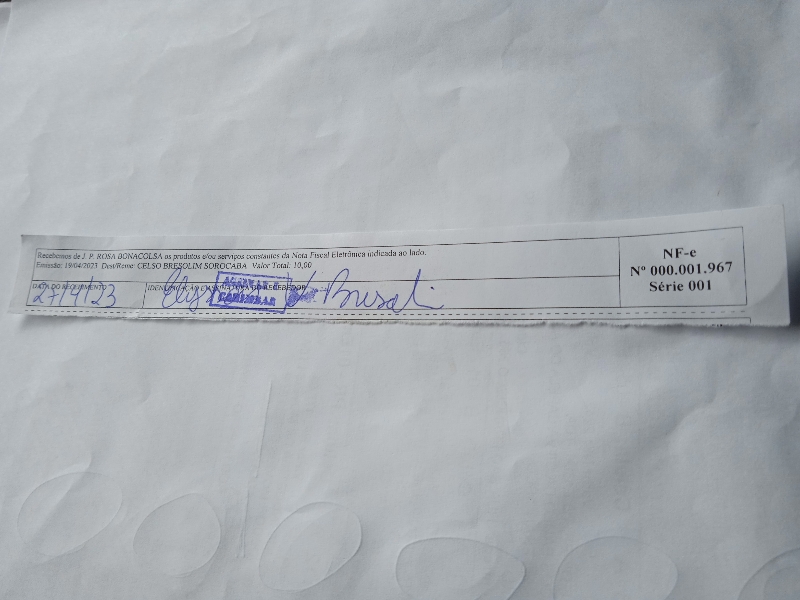 Recebemos de J. P. ROSA BONACOLSA os produtos e/ou serviços constantes da Nota Fiscal Eletrônica indicada ao lado.
Emissão: 19/04/2023 Dest/Reme: CELSO BRESOLIM SOROCABA Valor Total: 10,00
DATA DO RECEBIMENTO
IDENTIFICAÇÃO E ASSINATURA DO RECEBEDOR
27/4/23
ASSINAR E
CARIMBAR
NF-e
Nº 000.001.967
Série 001